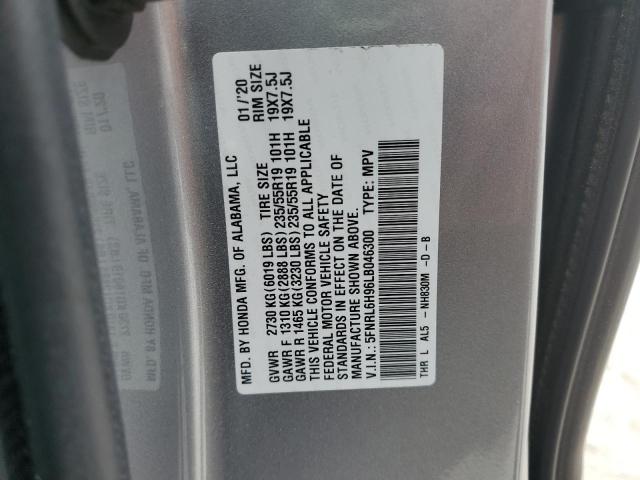 MFD. BY HONDA MFG. OF ALABAMA, LLC 01/'20
GVWR 2730 KG (6019 LBS) TIRE SIZE RIM SIZE
GAWR F 1310 KG (2888 LBS) 235/55R19 101H 19X7.5J
GAWR R 1465 KG (3230 LBS) 235/55R19 101H 19X7.5J
THIS VEHICLE CONFORMS TO ALL APPLICABLE
FEDERAL MOTOR VEHICLE SAFETY
STANDARDS IN EFFECT ON THE DATE OF
MANUFACTURE SHOWN ABOVE.
V.I.N.: 5FNRL6H96LB046300 TYPE: MPV
THR L AL5 - NH830M -D-B